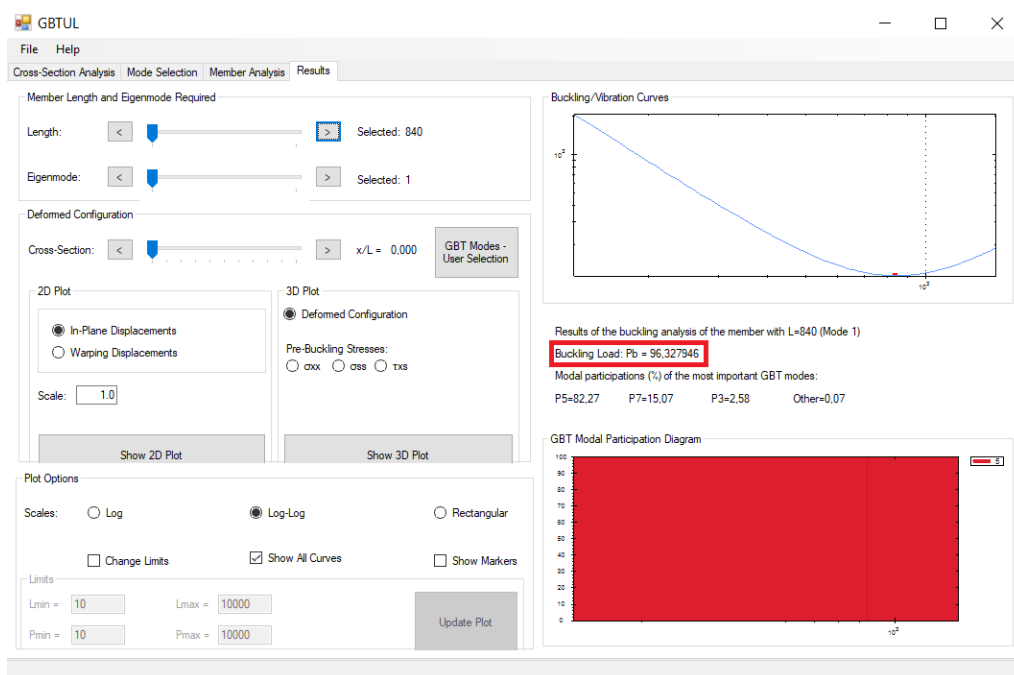 GBTUL
File Help
Cross-Section Analysis Mode Selection Member Analysis Results
Member Length and Eigenmode Required
Length: < > Selected: 840
Eigenmode: < > Selected: 1
Deformed Configuration
Cross-Section: < > x/L = 0,000
GBT Modes -
User Selection
2D Plot
In-Plane Displacements
Warping Displacements
Scale: 1.0
Show 2D Plot
3D Plot
Deformed Configuration
Pre-Buckling Stresses:
σxx σss τxs
Show 3D Plot
Plot Options
Scales: Log Log-Log Rectangular
Change Limits Show All Curves Show Markers
Limits
Lmin = 10 Lmax = 10000
Pmin = 10 Pmax = 10000
Update Plot
Buckling/Vibration Curves
10²
10³
Results of the buckling analysis of the member with L=840 (Mode 1)
Buckling Load: Pb = 96,327946
Modal participations (%) of the most important GBT modes:
P5=82,27 P7=15,07 P3=2,58 Other=0,07
GBT Modal Participation Diagram
100
90
80
70
60
50
40
30
20
10
0
10³
5